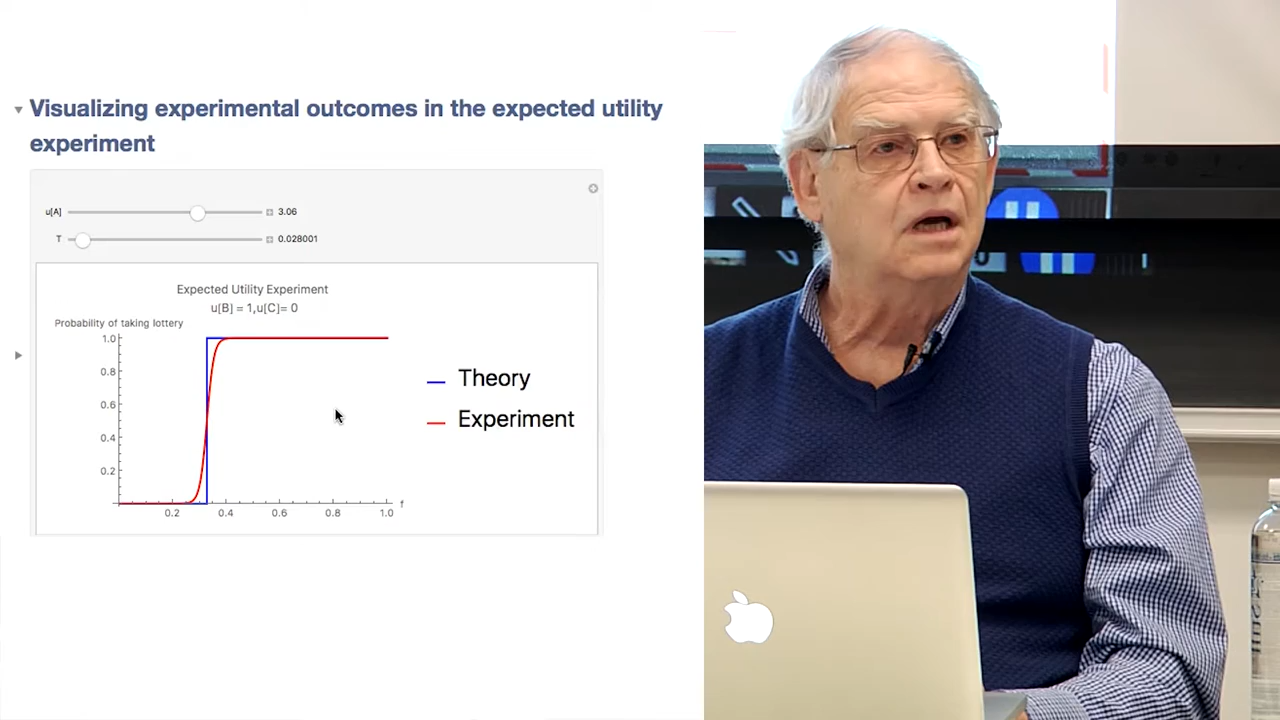 Visualizing experimental outcomes in the expected utility
experiment
u[A] 3.06
T 0.028001
Expected Utility Experiment
u[B] = 1,u[C]= 0
Probability of taking lottery
1.0
0.8
0.6
0.4
0.2
0.2 0.4 0.6 0.8 1.0 f
Theory
Experiment